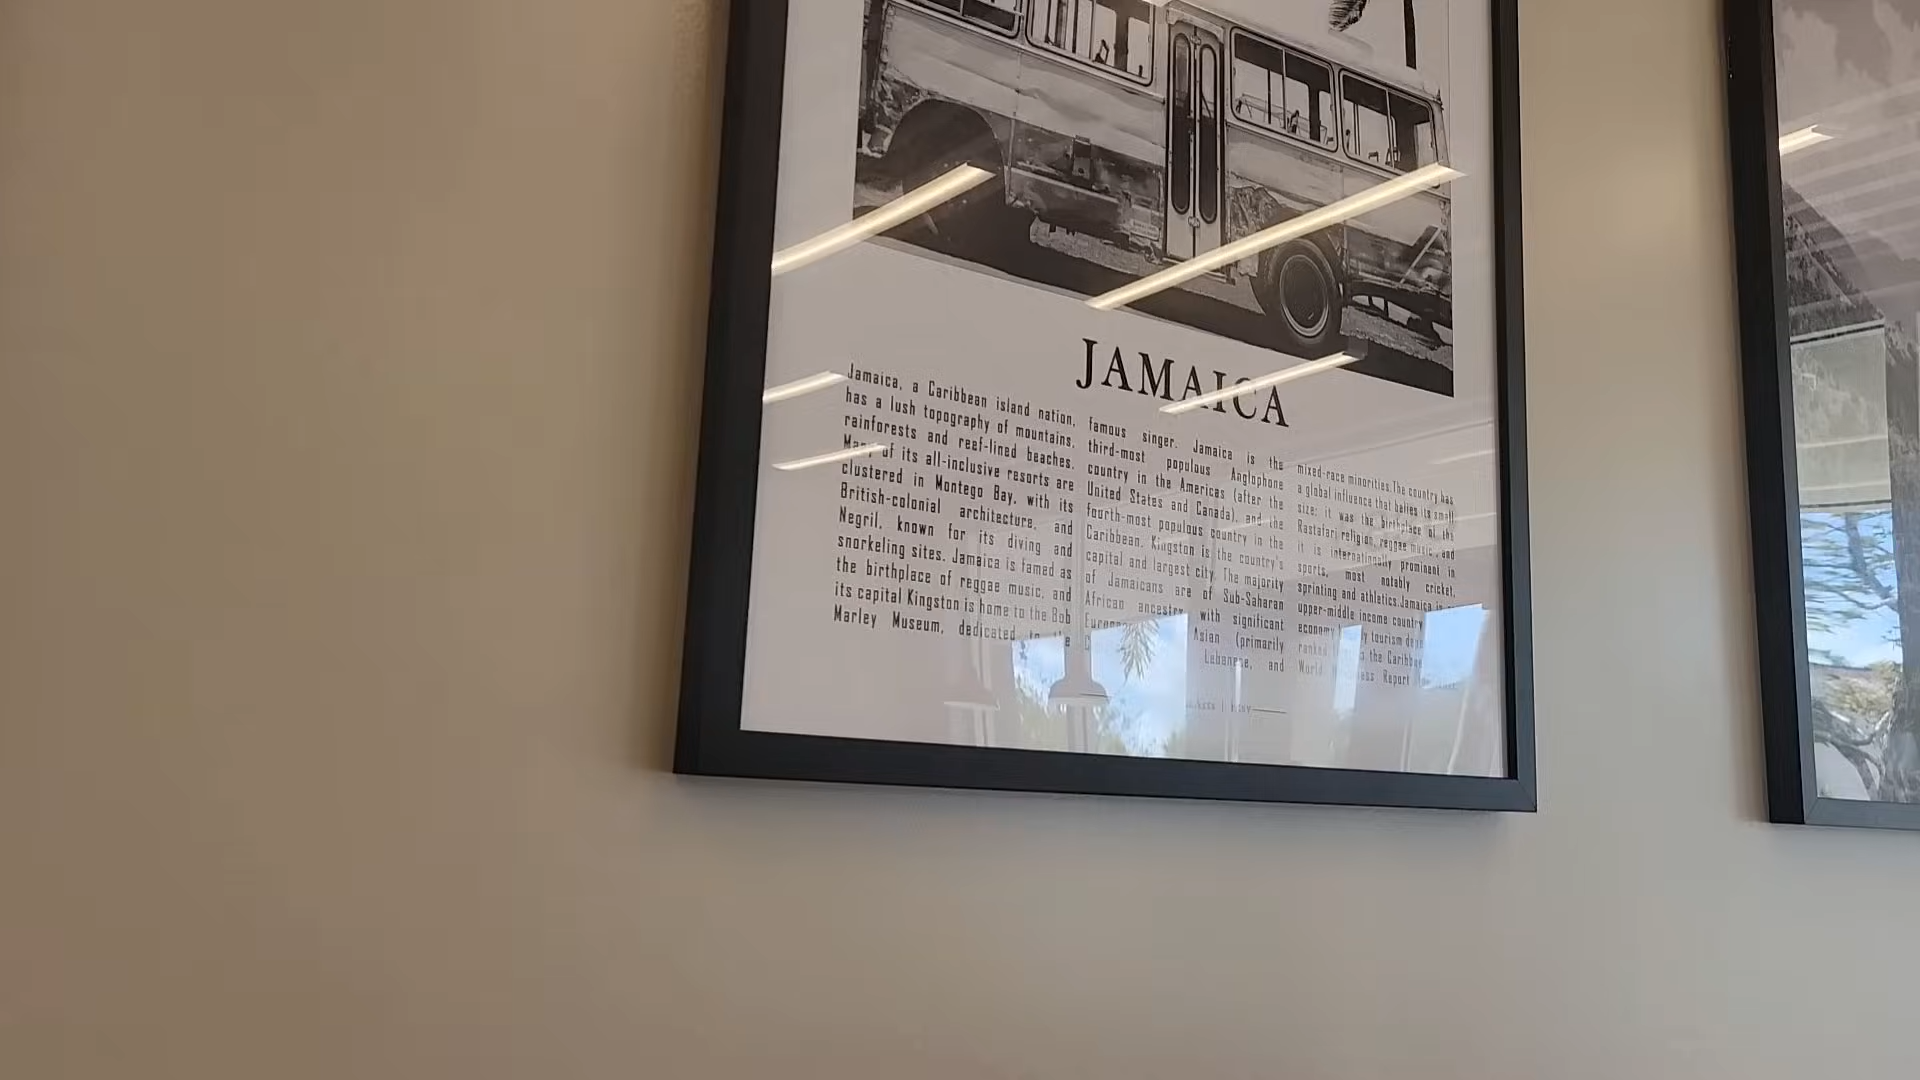 JAMAICA
Jamaica, a Caribbean island nation,
has a lush topography of mountains,
rainforests and reef-lined beaches.
Many of its all-inclusive resorts are
clustered in Montego Bay, with its
British-colonial architecture, and
Negril, known for its diving and
snorkeling sites. Jamaica is famed as
the birthplace of reggae music, and
its capital Kingston is home to the Bob
Marley Museum, dedicated
famous singer. Jamaica is the
third-most populous Anglophone
country in the Americas (after the
United States and Canada), and the
fourth-most populous country in the
Caribbean. Kingston is the country's
capital and largest city. The majority
of Jamaicans are of Sub-Saharan
African ancestry with significant
Asian (primarily
Lebanese, and
mixed-race minorities.The country has
a global influence that belies its small
size; it was the birthplace of the
Rastafari religion, reggae music, and
it is internationally prominent in
sports, most notably cricket,
sprinting and athletics.Jamaica is
upper-middle income country
economy tourism
ranked the
World Report